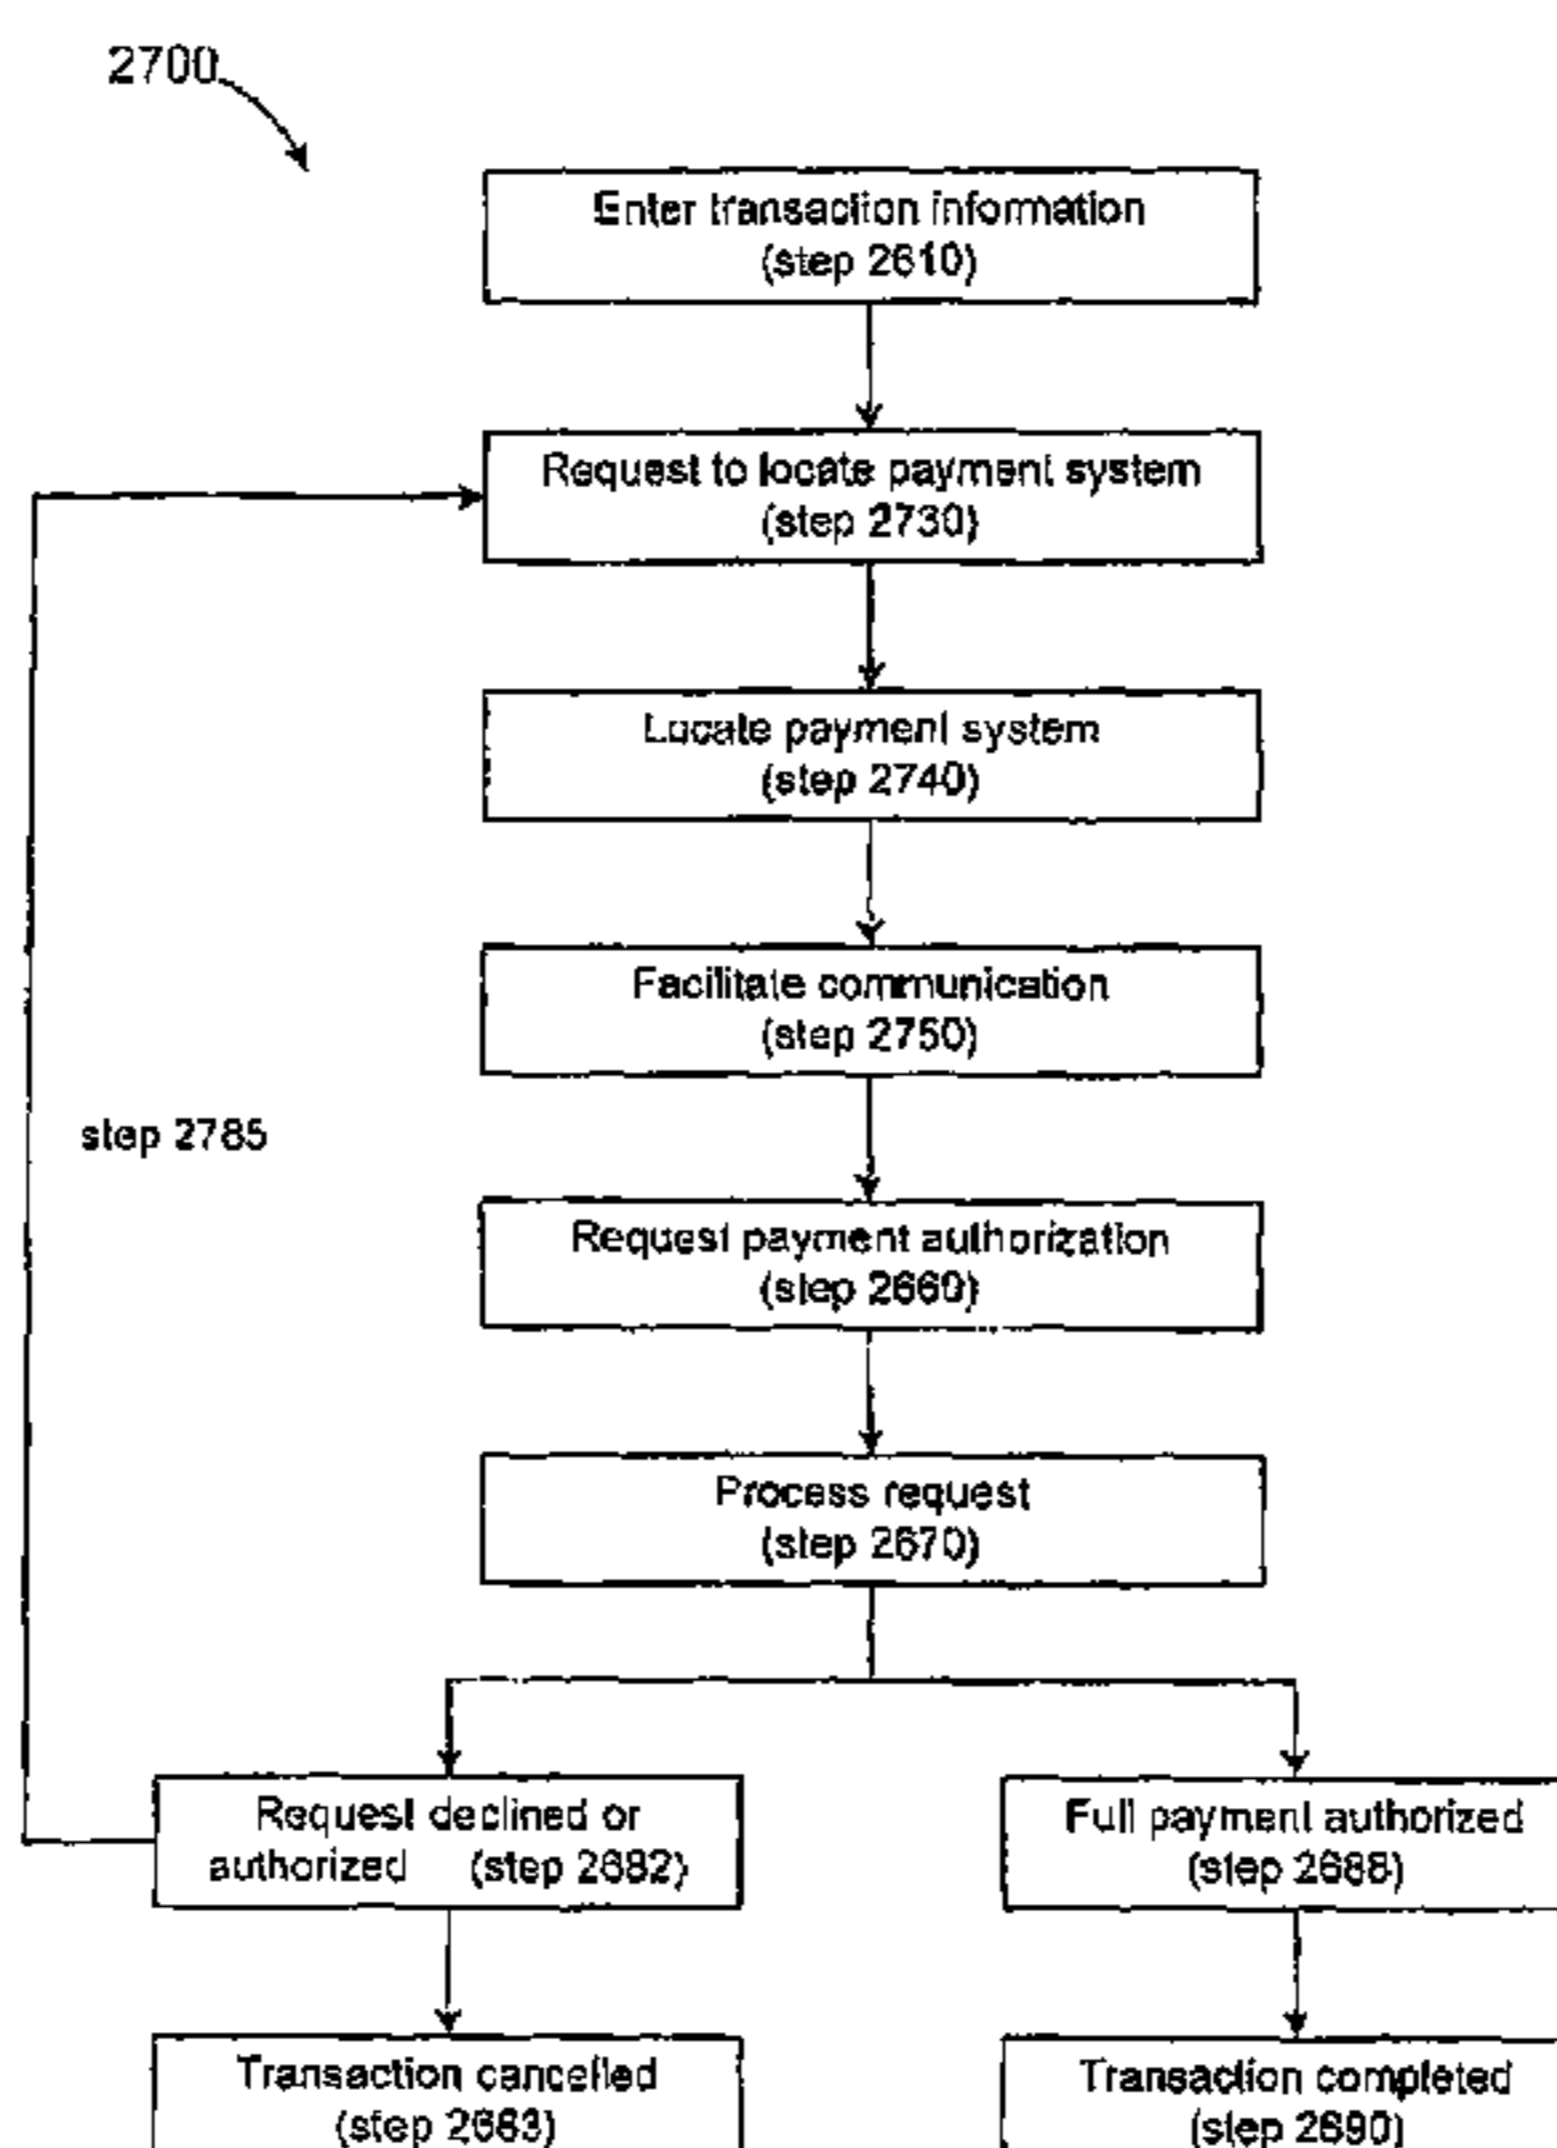 2700
Enter transaction information
(step 2610)
Request to locate payment system
(step 2730)
Locate payment system
(step 2740)
Facilitate communication
(step 2750)
step 2785
Request payment authorization
(step 2660)
Process request
(step 2670)
Request declined or
authorized (step 2682)
Full payment authorized
(step 2688)
Transaction cancelled
(step 2683)
Transaction completed
(step 2690)